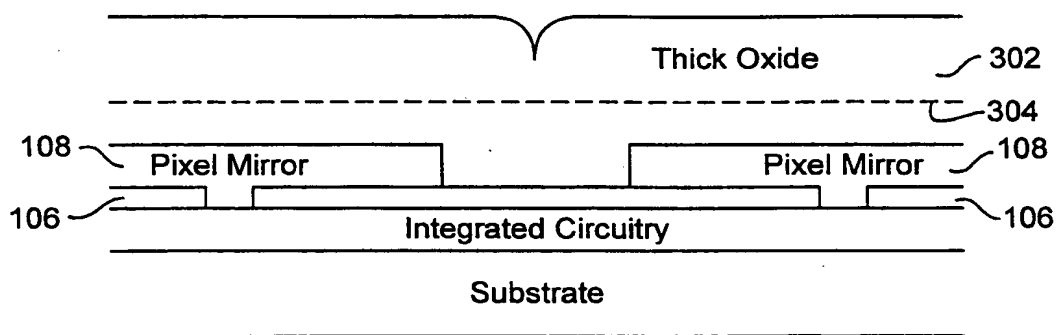 Thick Oxide
302
304
108
Pixel Mirror
Pixel Mirror
108
106
106
Integrated Circuitry
Substrate